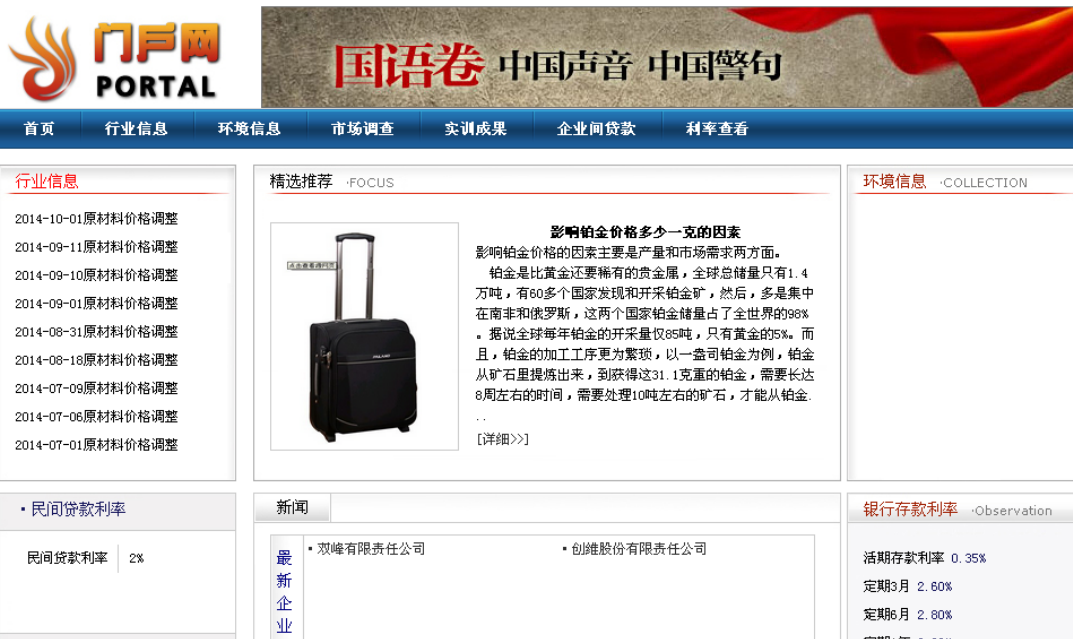 门户网
PORTAL
国语卷 中国声音 中国警句
首页 行业信息 环境信息 市场调查 实训成果 企业间贷款 利率查看
行业信息
2014-10-01原材料价格调整
2014-09-11原材料价格调整
2014-09-10原材料价格调整
2014-09-01原材料价格调整
2014-08-31原材料价格调整
2014-08-18原材料价格调整
2014-07-09原材料价格调整
2014-07-06原材料价格调整
2014-07-01原材料价格调整
精选推荐 ·FOCUS
点击查看源网页
影响铂金价格多少一克的因素
影响铂金价格的因素主要是产量和市场需求两方面。
铂金是比黄金还要稀有的贵金属，全球总储量只有1.4
万吨，有60多个国家发现和开采铂金矿，然后，多是集中
在南非和俄罗斯，这两个国家铂金储量占了全世界的98%
。据说全球每年铂金的开采量仅85吨，只有黄金的5%。而
且，铂金的加工工序更为繁琐，以一盎司铂金为例，铂金
从矿石里提炼出来，到获得这31.1克重的铂金，需要长达
8周左右的时间，需要处理10吨左右的矿石，才能从铂金.
..
[详细>>]
环境信息 ·COLLECTION
·民间贷款利率
民间贷款利率 2%
新闻
最新企业
▪双峰有限责任公司
▪创维股份有限责任公司
银行存款利率 ·Observation
活期存款利率 0.35%
定期3月 2.60%
定期6月 2.80%